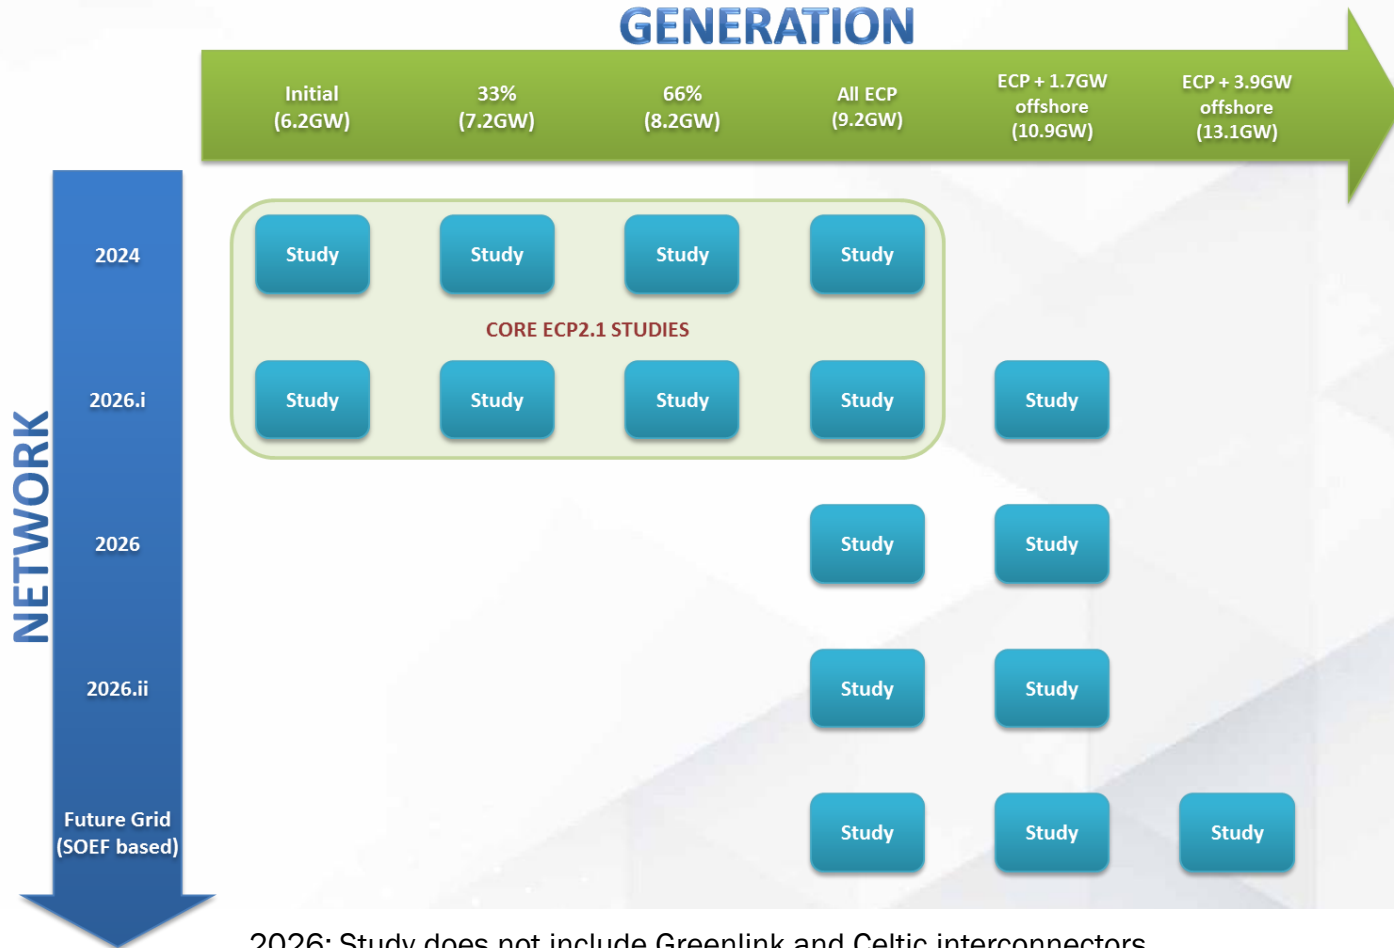 GENERATION
Initial
(6.2GW)
33%
(7.2GW)
66%
(8.2GW)
All ECP
(9.2GW)
ECP + 1.7GW
offshore
(10.9GW)
ECP + 3.9GW
offshore
(13.1GW)
NETWORK
2024
Study
Study
Study
Study
CORE ECP2.1 STUDIES
2026.i
Study
Study
Study
Study
Study
2026
Study
Study
2026.ii
Study
Study
Future Grid
(SOEF based)
Study
Study
Study
2026: Study does not include Greenlink and Celtic interconnectors